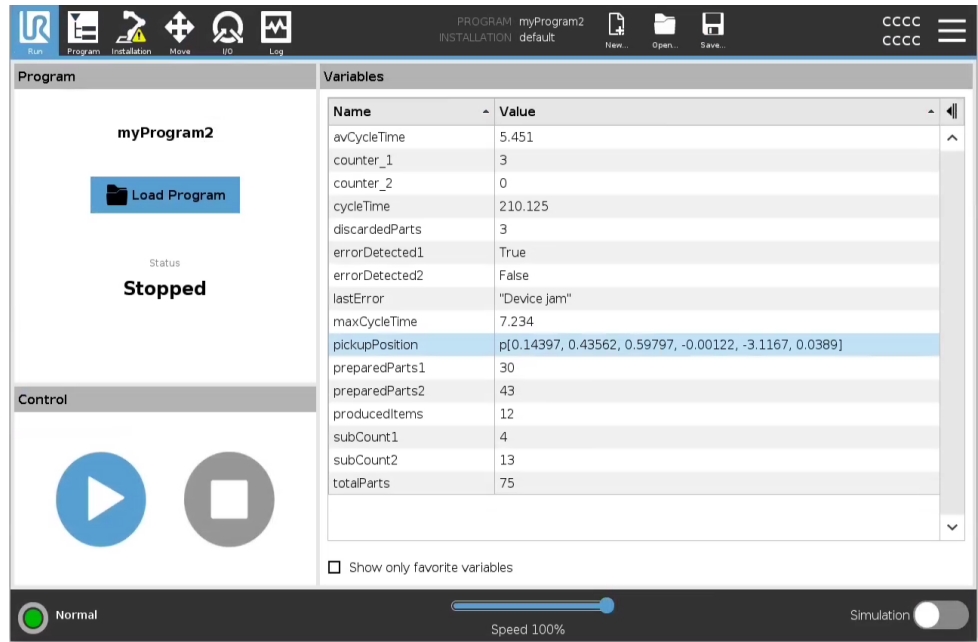 UR
PROGRAM myProgram2
INSTALLATION default
CCCC
CCCC
Run Program Installation Move I/O Log New... Open... Save...
Program
Variables
myProgram2
Load Program
Status
Stopped
Control
Name Value
avCycleTime 5.451
counter_1 3
counter_2 0
cycleTime 210.125
discardedParts 3
errorDetected1 True
errorDetected2 False
lastError "Device jam"
maxCycleTime 7.234
pickupPosition p[0.14397, 0.43562, 0.59797, -0.00122, -3.1167, 0.0389]
preparedParts1 30
preparedParts2 43
producedItems 12
subCount1 4
subCount2 13
totalParts 75
Show only favorite variables
Normal
Speed 100%
Simulation